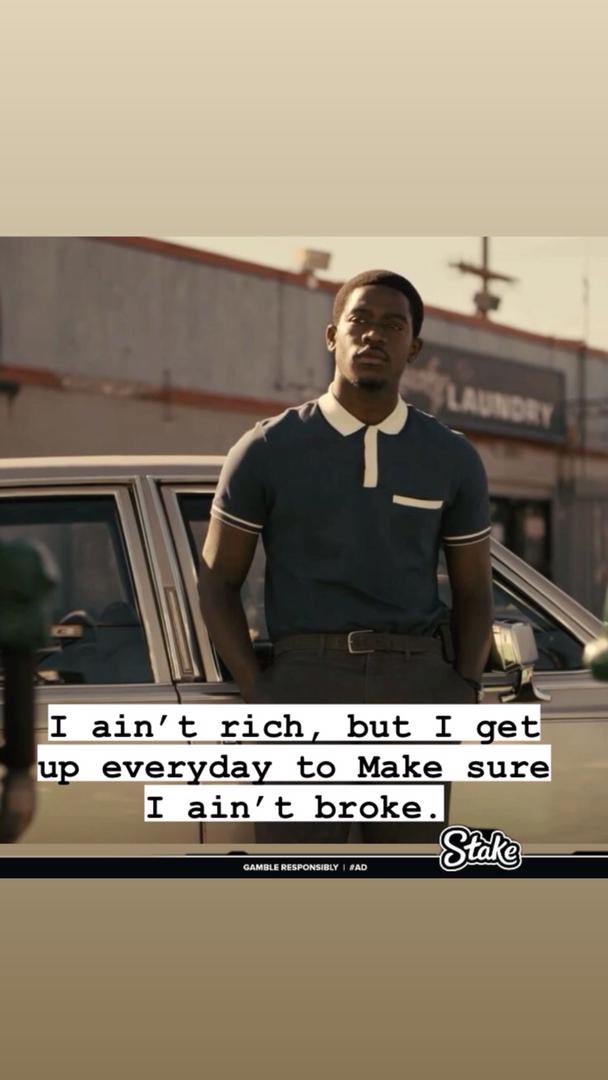 LAUNDRY
I ain’t rich, but I get
up everyday to Make sure
I ain’t broke.
Stake
GAMBLE RESPONSIBLY | #AD